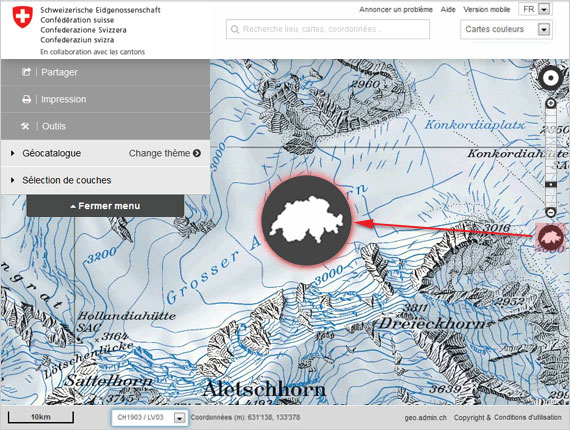 Schweizerische Eidgenossenschaft
Confédération suisse
Confederazione Svizzera
Confederaziun svizra
En collaboration avec les cantons
Annoncer un problème Aide Version mobile FR
Recherche lieu, cartes, coordonnées...
Cartes couleurs
Partager
Impression
Outils
Géocatalogue Change thème
Sélection de couches
Fermer menu
2960
Konkordiaplatz
2850
Konkordiahütte
SAC
3200
Grosser
3000
3016
3000
Hollandiahütte
SAC
3164
Lötschenlücke
Sattelhorn
Aletschhorn
3811
2952
Dreieckhorn
3639
10km
CH1903 / LV03
Coordonnées (m): 631'138, 133'378
geo.admin.ch Copyright & Conditions d'utilisation